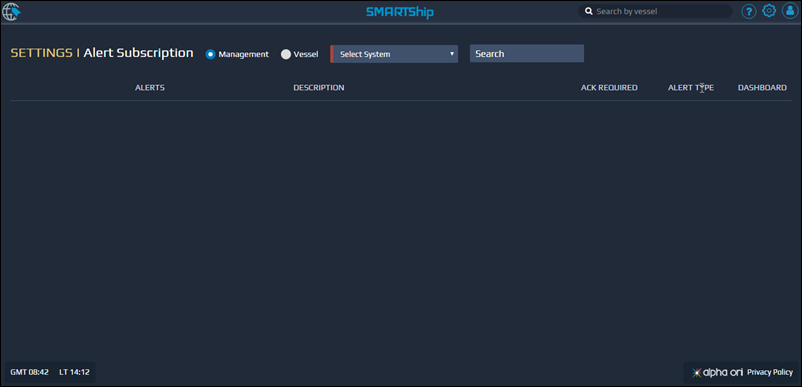 SMARTShip
Search by vessel
?
SETTINGS | Alert Subscription
Management
Vessel
Select System
Search
ALERTS DESCRIPTION ACK REQUIRED ALERT TYPE DASHBOARD
GMT 08:42 LT 14:12
alpha ori Privacy Policy